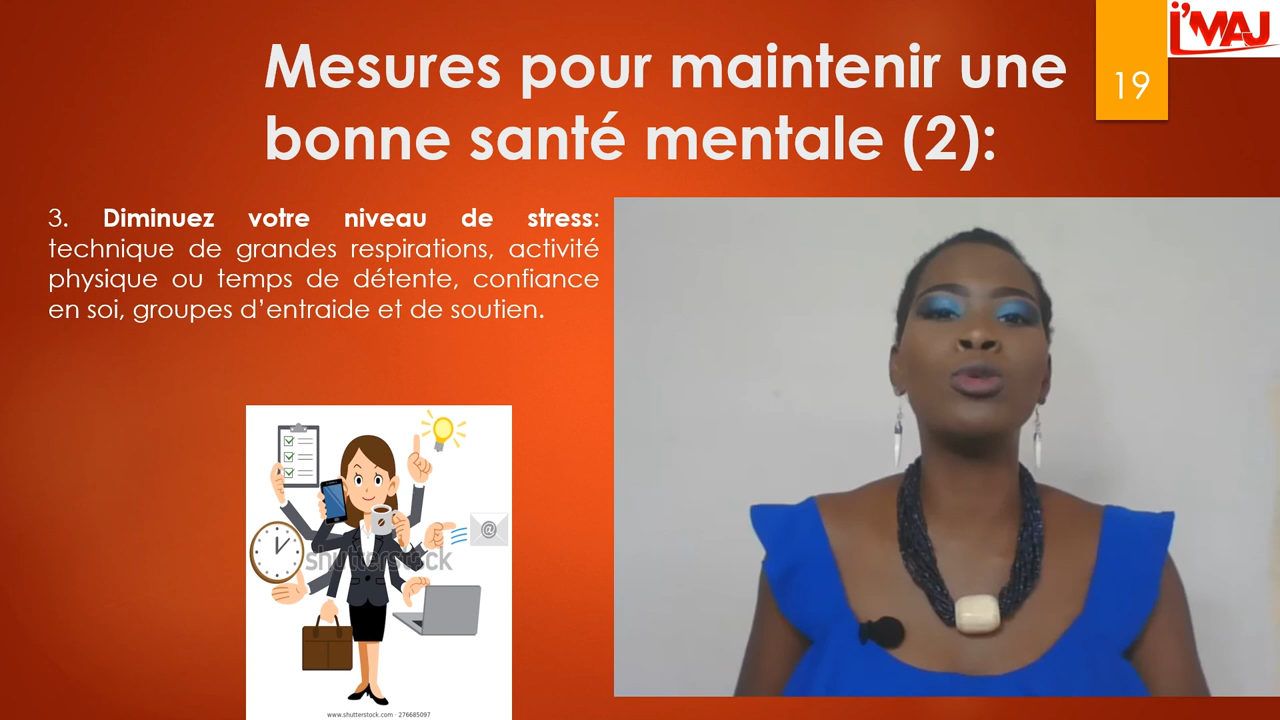 i'MAJ
19
Mesures pour maintenir une
bonne santé mentale (2):
3. Diminuez votre niveau de stress:
technique de grandes respirations, activité
physique ou temps de détente, confiance
en soi, groupes d’entraide et de soutien.
@
shutterstock
www.shutterstock.com · 276685097